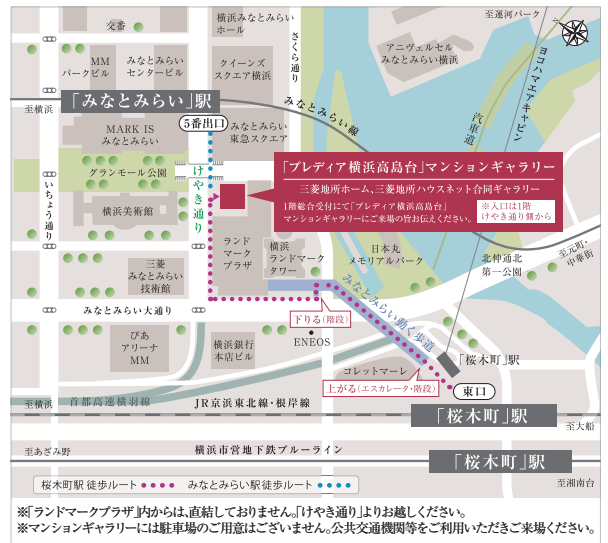 至運河パーク
横浜みなとみらい
ホール
交番
さくら通り
アニヴェルセル
みなとみらい横浜
MM
パークビル
みなとみらい
センタービル
クイーンズ
スクエア横浜
ヨコハマエアキャビン
「みなとみらい」駅
至横浜
みなとみらい線
汽車道
5番出口
MARK IS
みなとみらい
みなとみらい
東急スクエア
グランモール公園
けやき通り
「プレディア横浜高島台」マンションギャラリー
三菱地所ホーム、三菱地所ハウスネット合同ギャラリー
1階総合受付にて「プレディア横浜高島台」
マンションギャラリーにご来場の旨お伝えください。
※入口は1階
けやき通り側から
いちょう通り
横浜美術館
ランド
マーク
プラザ
横浜
ランドマーク
タワー
日本丸
メモリアルパーク
北仲通北
第一公園
至元町・
中華街
三菱
みなとみらい
技術館
みなとみらい動く歩道
みなとみらい大通り
下りる(階段)
ぴあ
アリーナ
MM
横浜銀行
本店ビル
ENEOS
「桜木町」駅
コレットマーレ
上がる(エスカレータ・階段)
東口
至横浜
首都高速横羽線
JR京浜東北線・根岸線
「桜木町」駅
至大船
至あざみ野
横浜市営地下鉄ブルーライン
「桜木町」駅
至湘南台
桜木町駅 徒歩ルート
みなとみらい駅 徒歩ルート
※「ランドマークプラザ」内からは、直結しておりません。「けやき通り」よりお越しください。
※マンションギャラリーには駐車場のご用意はございません。公共交通機関等をご利用いただきご来場ください。